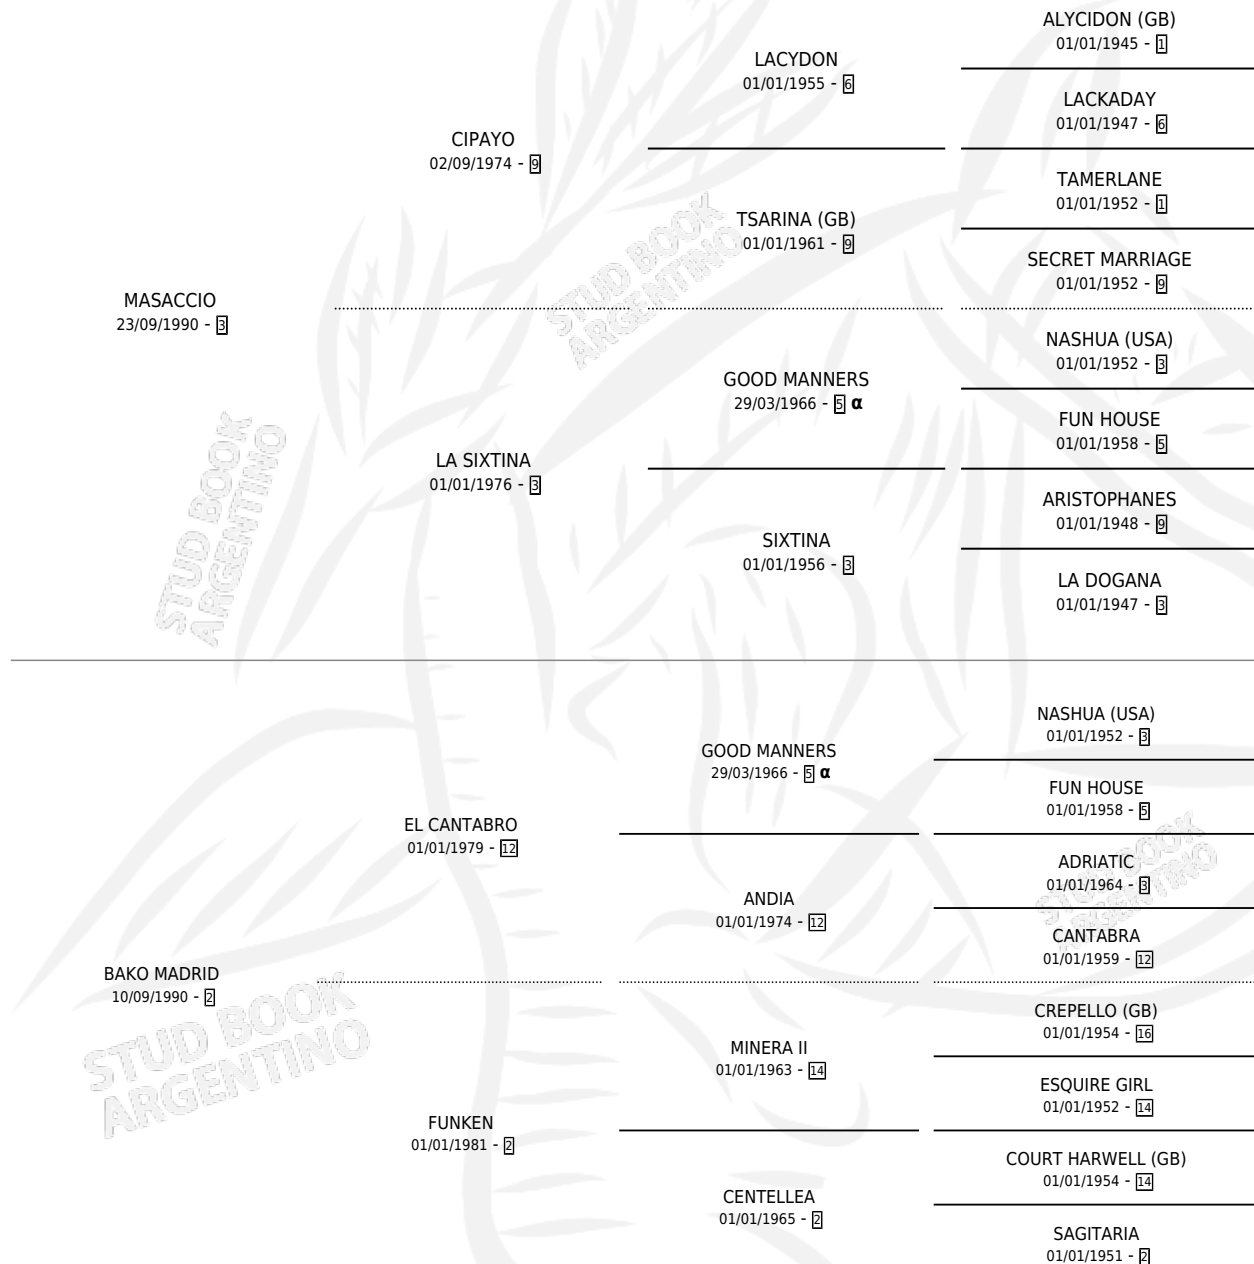 ALYCIDON (GB)
01/01/1945 - 1
LACYDON
01/01/1955 - 6
LACKADAY
01/01/1947 - 6
CIPAYO
02/09/1974 - 9
TAMERLANE
01/01/1952 - 1
TSARINA (GB)
01/01/1961 - 9
SECRET MARRIAGE
01/01/1952 - 9
MASACCIO
23/09/1990 - 3
NASHUA (USA)
01/01/1952 - 3
GOOD MANNERS
29/03/1966 - 5 α
FUN HOUSE
01/01/1958 - 5
LA SIXTINA
01/01/1976 - 3
ARISTOPHANES
01/01/1948 - 9
SIXTINA
01/01/1956 - 3
LA DOGANA
01/01/1947 - 3
STUD BOOK
ARGENTINO
STUD BOOK
ARGENTINO
NASHUA (USA)
01/01/1952 - 3
GOOD MANNERS
29/03/1966 - 5 α
FUN HOUSE
01/01/1958 - 5
EL CANTABRO
01/01/1979 - 12
ADRIATIC
01/01/1964 - 3
ANDIA
01/01/1974 - 12
CANTABRA
01/01/1959 - 12
BAKO MADRID
10/09/1990 - 2
CREPELLO (GB)
01/01/1954 - 16
MINERA II
01/01/1963 - 14
ESQUIRE GIRL
01/01/1952 - 14
FUNKEN
01/01/1981 - 2
COURT HARWELL (GB)
01/01/1954 - 14
CENTELLEA
01/01/1965 - 2
SAGITARIA
01/01/1951 - 2
STUD BOOK
ARGENTINO
STUD BOOK
ARGENTINO